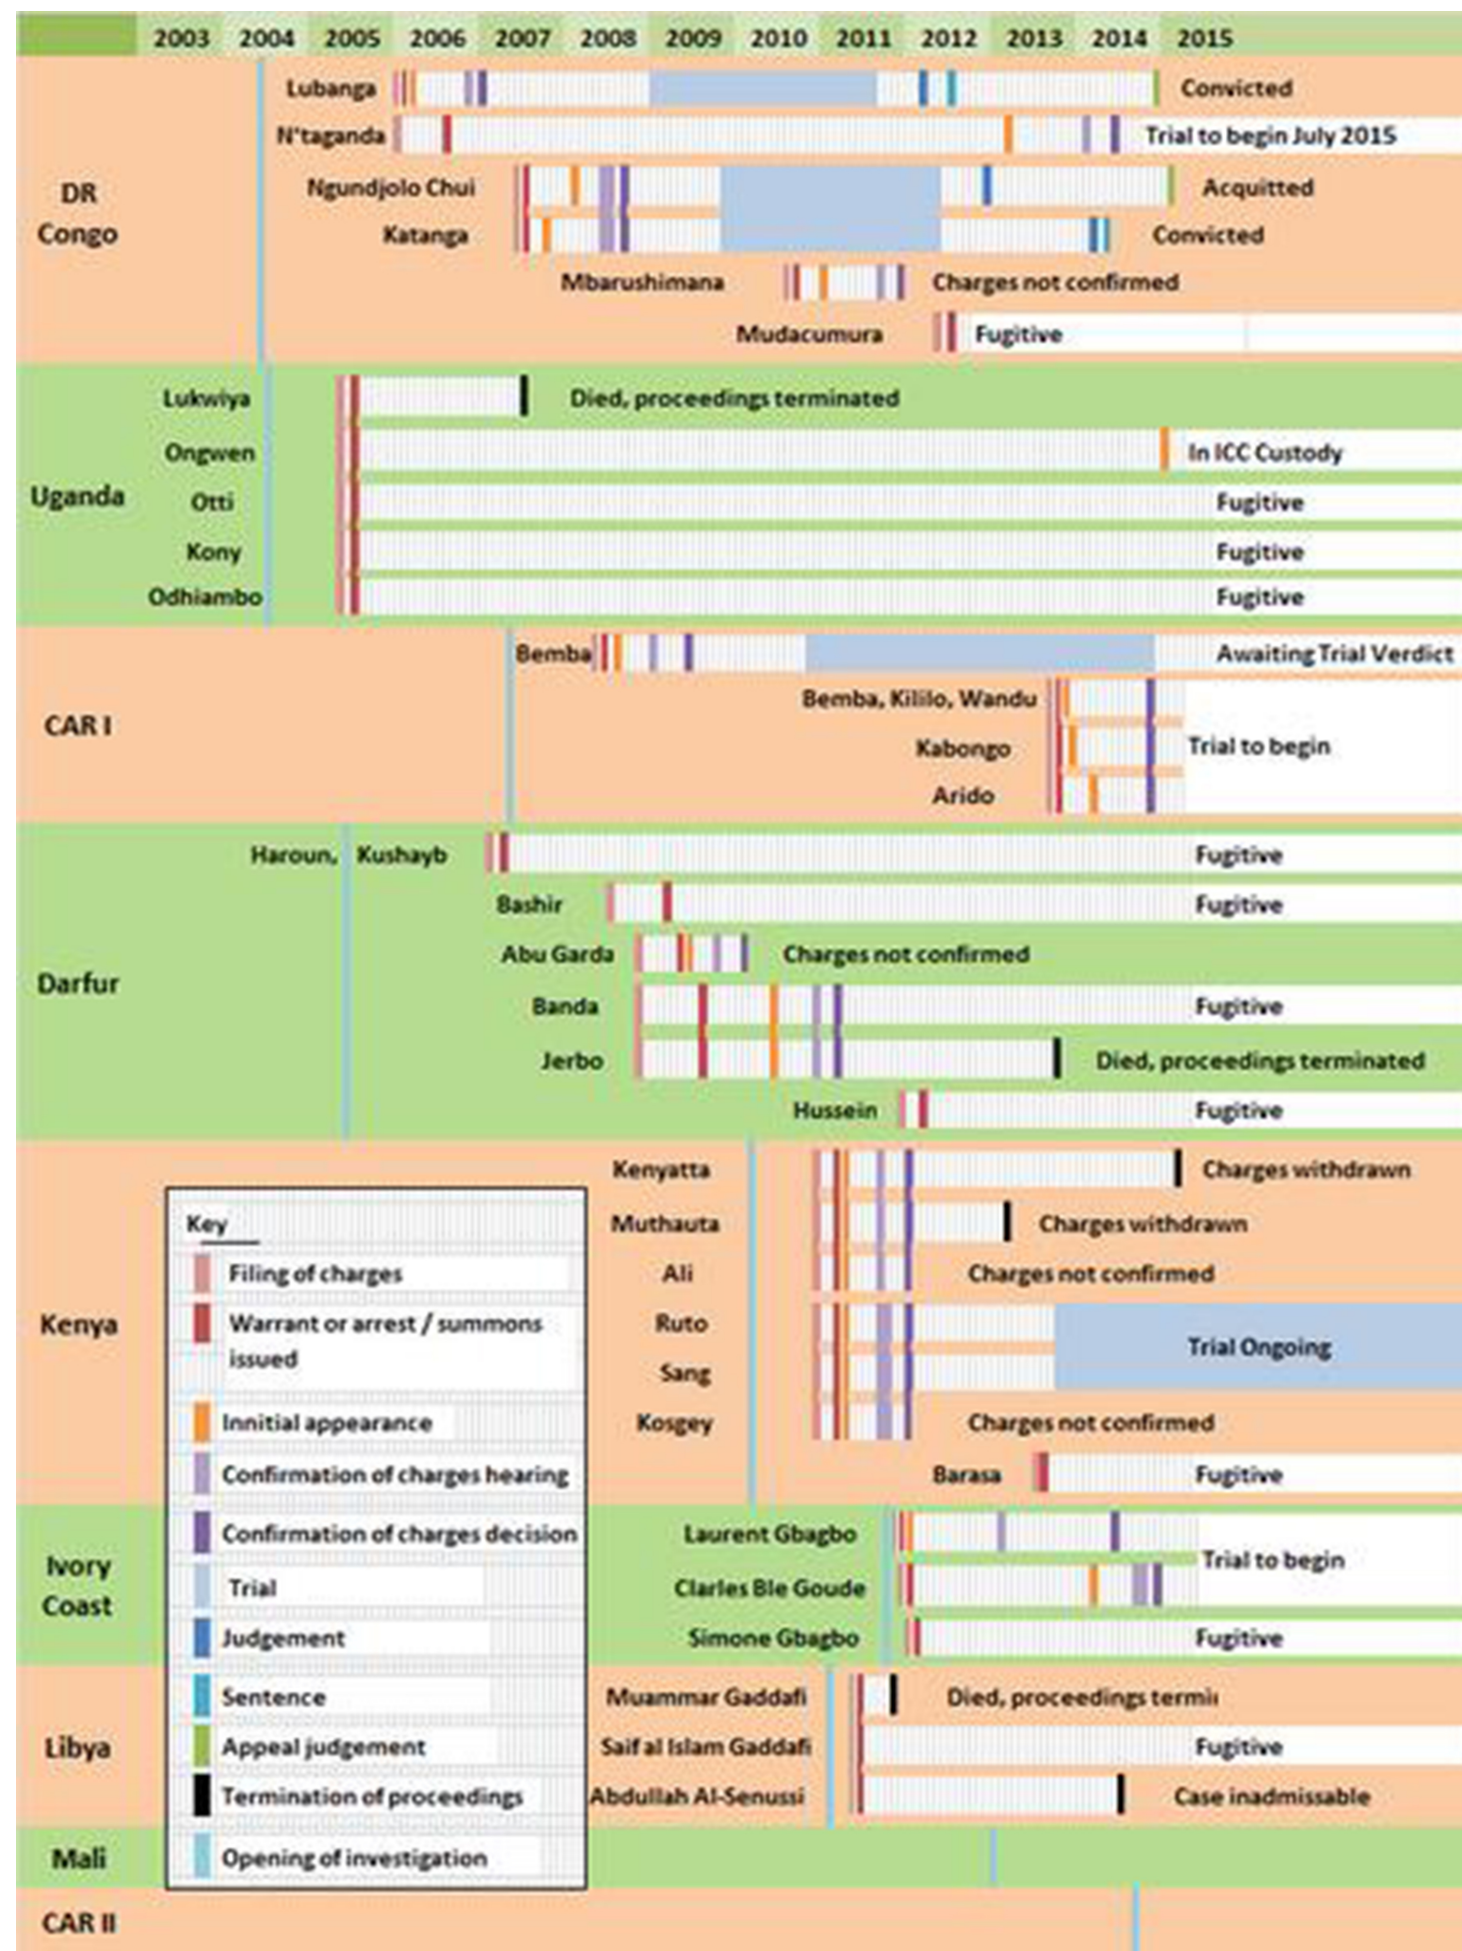 2003 2004 2005 2006 2007 2008 2009 2010 2011 2012 2013 2014 2015
DR
Congo
Lubanga Convicted
N'taganda Trial to begin July 2015
Ngundjolo Chui Acquitted
Katanga Convicted
Mbarushimana Charges not confirmed
Mudacumura Fugitive
Uganda
Lukwiya Died, proceedings terminated
Ongwen In ICC Custody
Otti Fugitive
Kony Fugitive
Odhiambo Fugitive
CAR I
Bemba Awaiting Trial Verdict
Bemba, Kililo, Wandu
Kabongo Trial to begin
Arido
Darfur
Haroun, Kushayb Fugitive
Bashir Fugitive
Abu Garda Charges not confirmed
Banda Fugitive
Jerbo Died, proceedings terminated
Hussein Fugitive
Kenya
Kenyatta Charges withdrawn
Muthauta Charges withdrawn
Ali Charges not confirmed
Ruto
Trial Ongoing
Sang
Kosgey Charges not confirmed
Barasa Fugitive
Ivory
Coast
Laurent Gbagbo
Trial to begin
Clarles Ble Goude
Simone Gbagbo Fugitive
Libya
Muammar Gaddafi Died, proceedings termii
Saif al Islam Gaddafi Fugitive
Abdullah Al-Senussi Case inadmissable
Mali
CAR II
Key
Filing of charges
Warrant or arrest / summons
issued
Innitial appearance
Confirmation of charges hearing
Confirmation of charges decision
Trial
Judgement
Sentence
Appeal judgement
Termination of proceedings
Opening of investigation